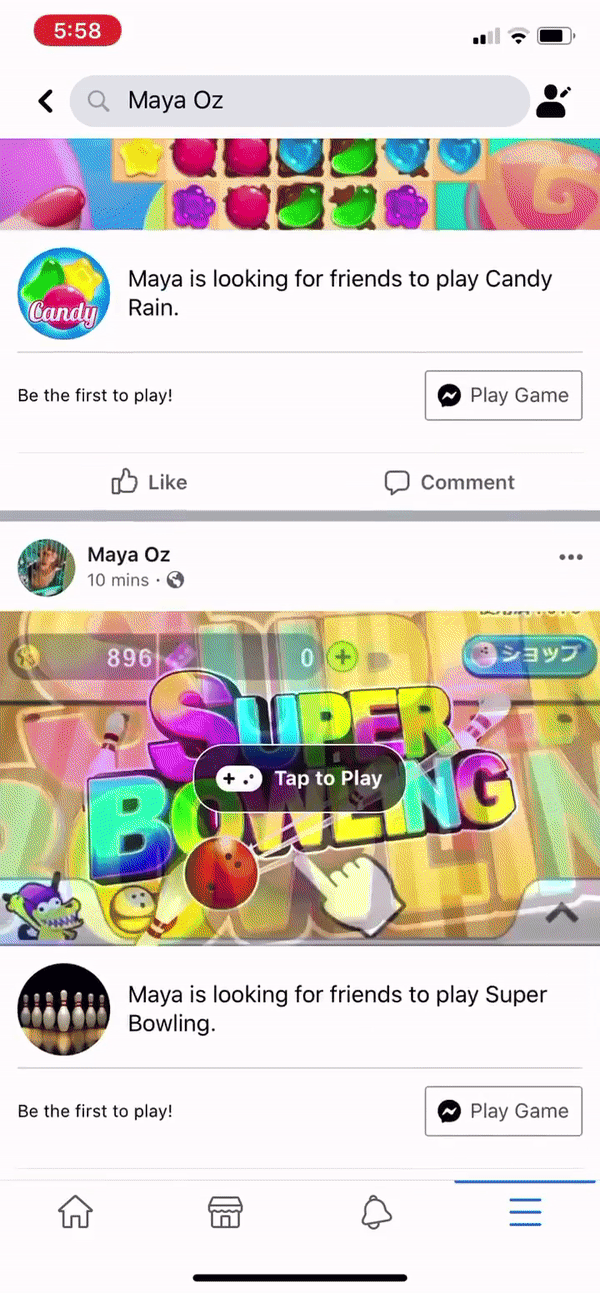 5:58
Maya Oz
Candy
Maya is looking for friends to play Candy
Rain.
Be the first to play!
Play Game
Like
Comment
Maya Oz
10 mins ·
896
0
ショップ
SUPER
BOWLING
Tap to Play
Maya is looking for friends to play Super
Bowling.
Be the first to play!
Play Game